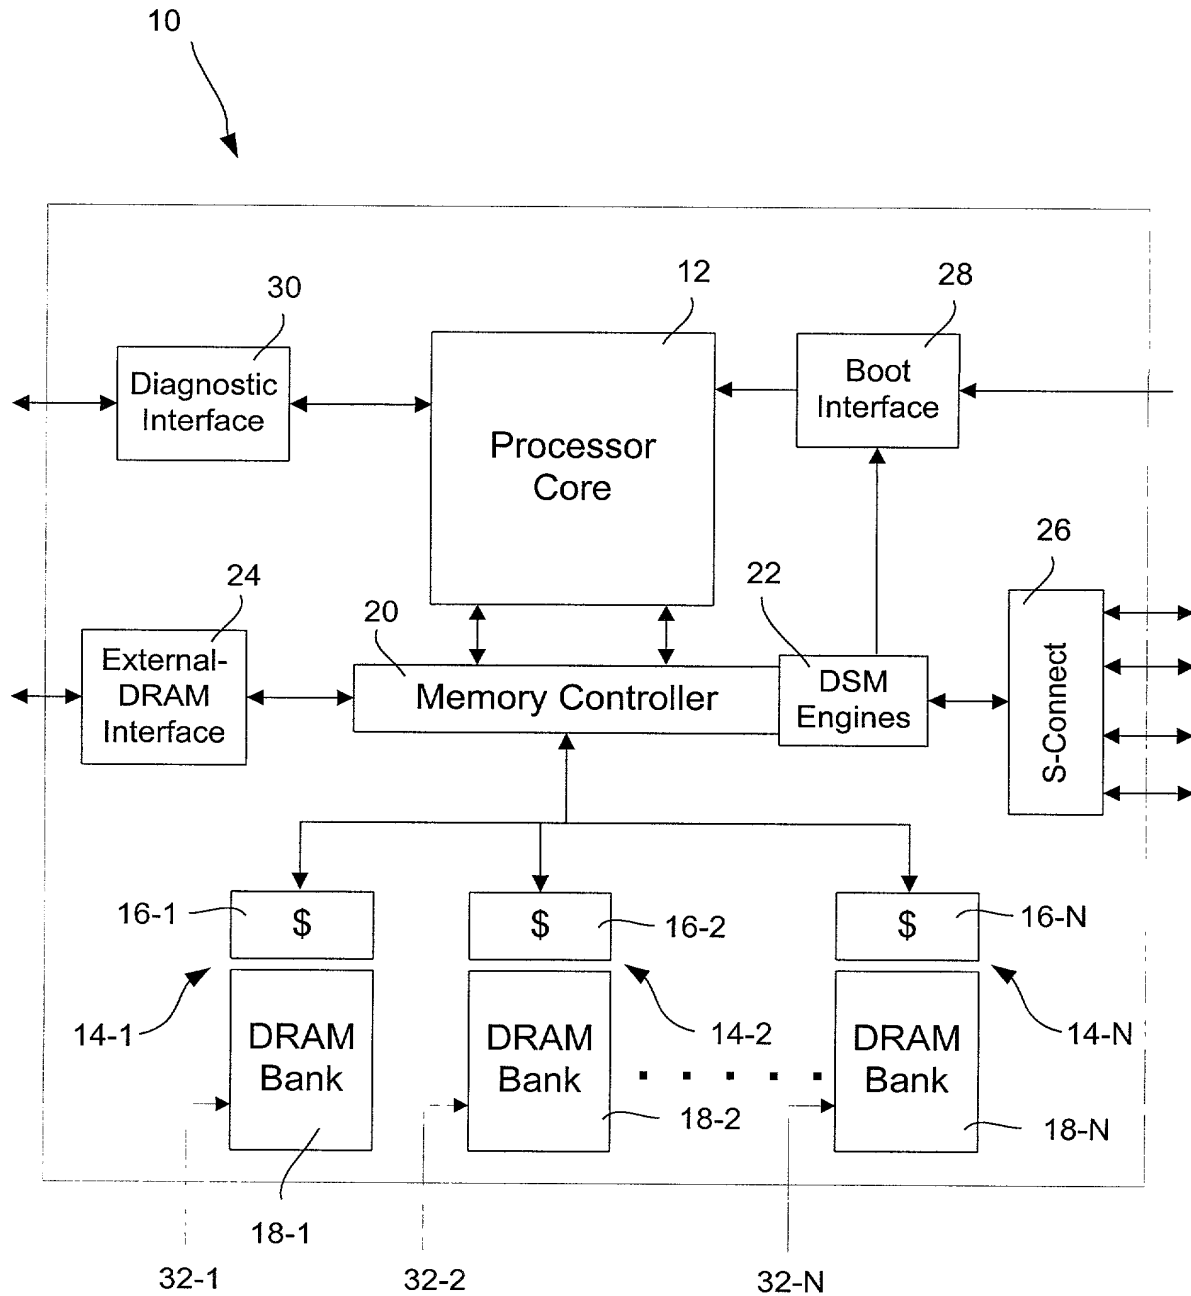 10
12
28
30
Diagnostic
Interface
Boot
Interface
Processor
Core
26
22
24
20
External-
DRAM
Interface
Memory Controller
DSM
Engines
S-Connect
16-1
$
$
16-2
$
16-N
14-1
DRAM
Bank
DRAM
Bank
14-2
DRAM
Bank
14-N
18-2
18-N
18-1
32-1
32-2
32-N